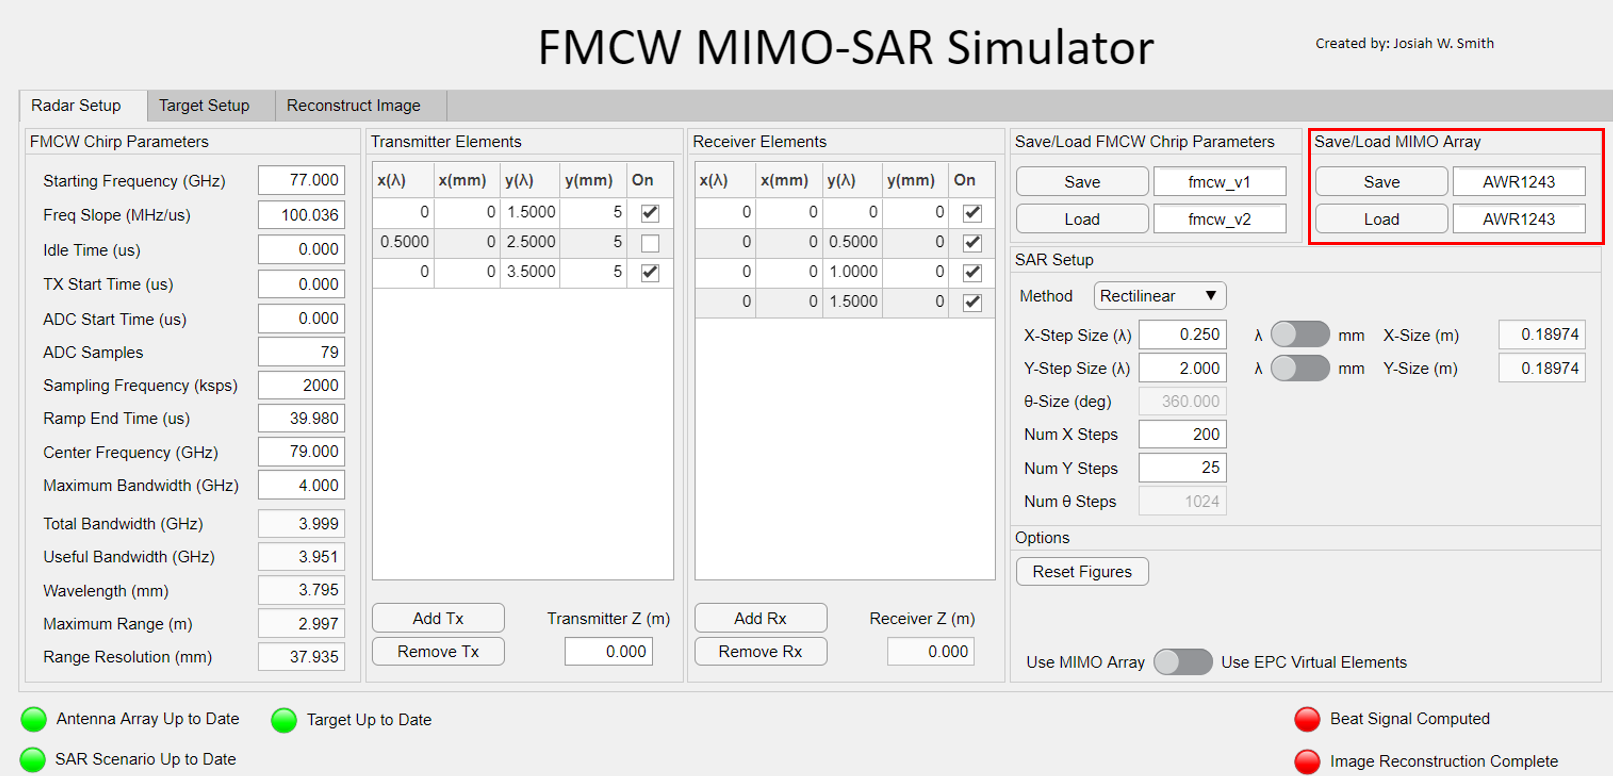 FMCW MIMO-SAR Simulator
Created by: Josiah W. Smith
Radar Setup
Target Setup
Reconstruct Image
FMCW Chirp Parameters
Starting Frequency (GHz) 77.000
Freq Slope (MHz/us) 100.036
Idle Time (us) 0.000
TX Start Time (us) 0.000
ADC Start Time (us) 0.000
ADC Samples 79
Sampling Frequency (ksps) 2000
Ramp End Time (us) 39.980
Center Frequency (GHz) 79.000
Maximum Bandwidth (GHz) 4.000
Total Bandwidth (GHz) 3.999
Useful Bandwidth (GHz) 3.951
Wavelength (mm) 3.795
Maximum Range (m) 2.997
Range Resolution (mm) 37.935
Transmitter Elements
x(λ) x(mm) y(λ) y(mm) On
0 0 1.5000 5
0.5000 0 2.5000 5
0 0 3.5000 5
Add Tx
Remove Tx
Transmitter Z (m)
0.000
Receiver Elements
x(λ) x(mm) y(λ) y(mm) On
0 0 0 0
0 0 0.5000 0
0 0 1.0000 0
0 0 1.5000 0
Add Rx
Remove Rx
Receiver Z (m)
0.000
Save/Load FMCW Chrip Parameters
Save fmcw_v1
Load fmcw_v2
Save/Load MIMO Array
Save AWR1243
Load AWR1243
SAR Setup
Method Rectilinear ▼
X-Step Size (λ) 0.250 λ mm X-Size (m) 0.18974
Y-Step Size (λ) 2.000 λ mm Y-Size (m) 0.18974
θ-Size (deg) 360.000
Num X Steps 200
Num Y Steps 25
Num θ Steps 1024
Options
Reset Figures
Use MIMO Array Use EPC Virtual Elements
Antenna Array Up to Date
Target Up to Date
SAR Scenario Up to Date
Beat Signal Computed
Image Reconstruction Complete